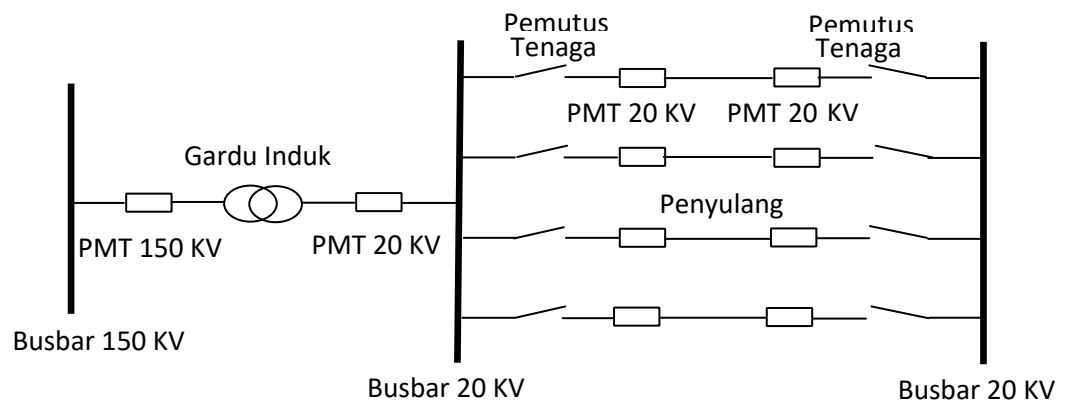 Pemutus
Tenaga
Pemutus
Tenaga
PMT 20 KV
PMT 20 KV
Gardu Induk
Penyulang
PMT 150 KV
PMT 20 KV
Busbar 150 KV
Busbar 20 KV
Busbar 20 KV